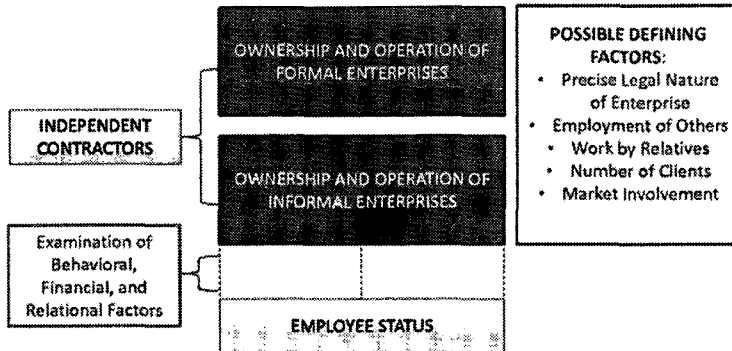 OWNERSHIP AND OPERATION OF
FORMAL ENTERPRISES
INDEPENDENT
CONTRACTORS
OWNERSHIP AND OPERATION OF
INFORMAL ENTERPRISES
Examination of
Behavioral,
Financial, and
Relational Factors
EMPLOYEE STATUS
POSSIBLE DEFINING
FACTORS:
• Precise Legal Nature
of Enterprise
• Employment of Others
• Work by Relatives
• Number of Clients
• Market Involvement